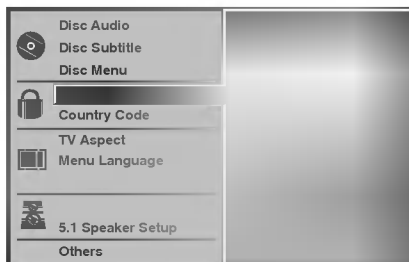 Disc Audio
Disc Subtitle
Disc Menu
Country Code
TV Aspect
Menu Language
5.1 Speaker Setup
Others